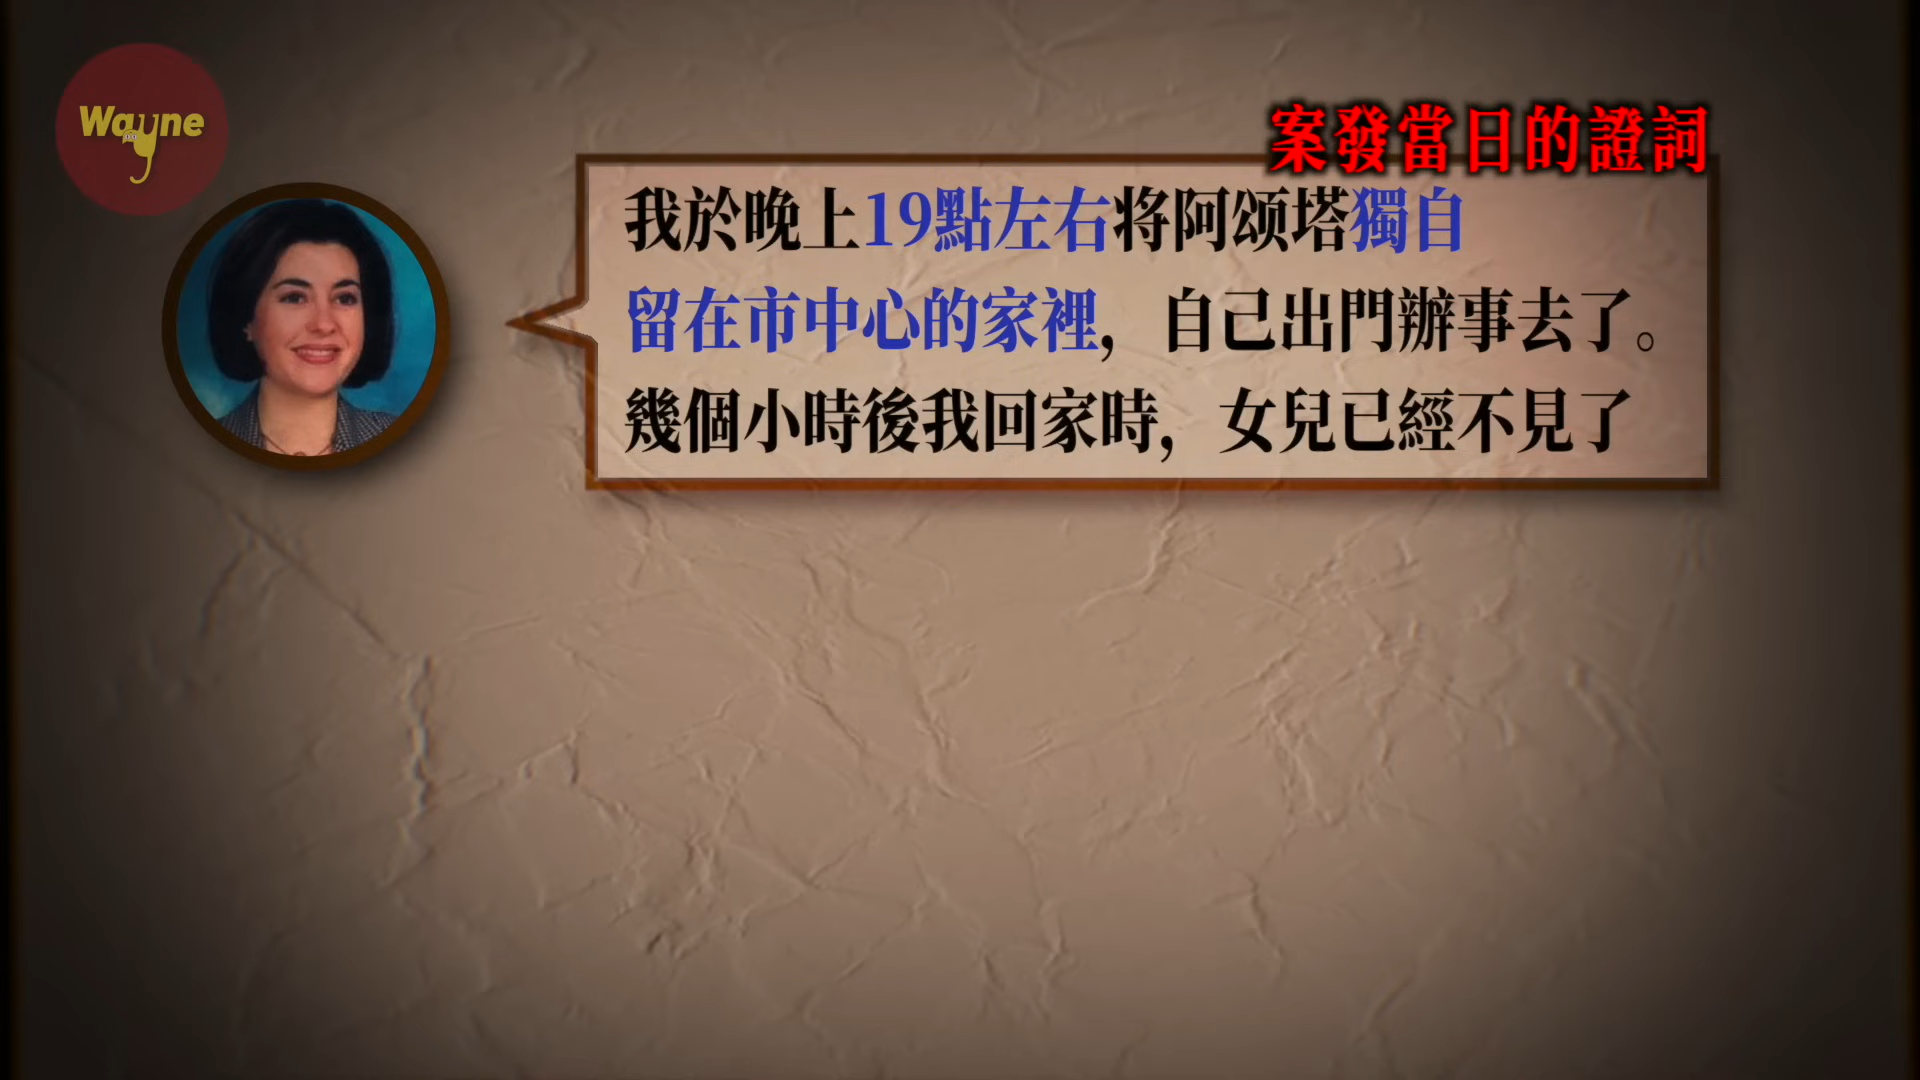 Wayne
案發當日的證詞
我於晚上19點左右将阿颂塔獨自
留在市中心的家裡，自己出門辦事去了。
幾個小時後我回家時，女兒已經不見了